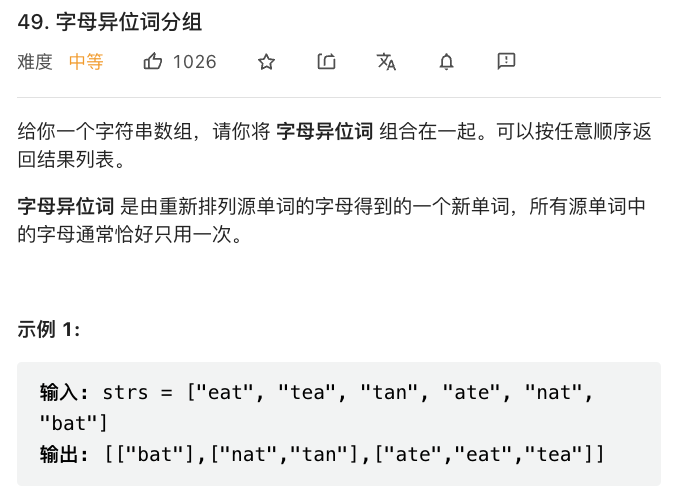 49. 字母异位词分组
难度 中等 1026
给你一个字符串数组，请你将 字母异位词 组合在一起。可以按任意顺序返
回结果列表。
字母异位词 是由重新排列源单词的字母得到的一个新单词，所有源单词中
的字母通常恰好只用一次。
示例 1:
输入: strs = ["eat", "tea", "tan", "ate", "nat",
"bat"]
输出: [["bat"],["nat","tan"],["ate","eat","tea"]]